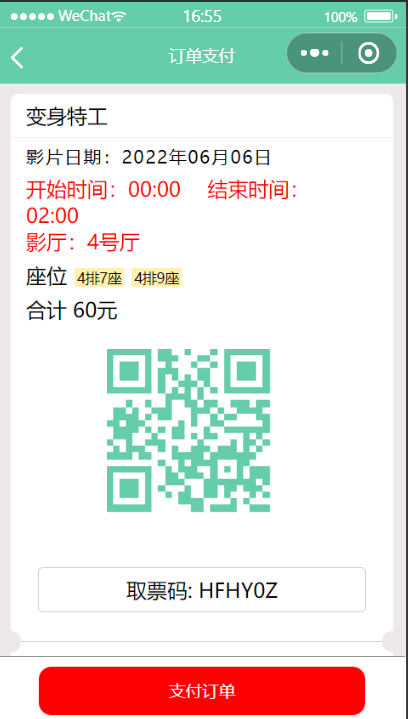 WeChat 16:55 100%
订单支付
变身特工
影片日期：2022年06月06日
开始时间：00:00 结束时间：
02:00
影厅：4号厅
座位 4排7座 4排9座
合计 60元
取票码: HFHY0Z
支付订单